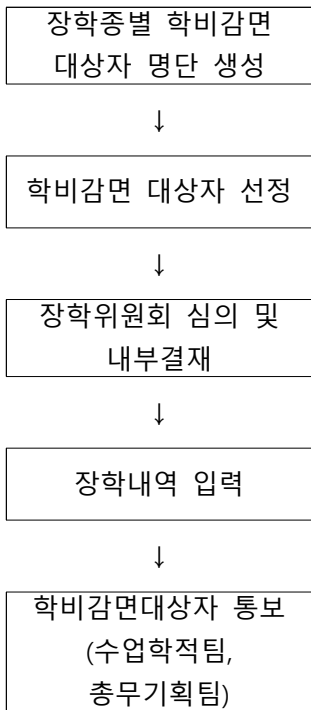 장학종별 학비감면
대상자 명단 생성
↓
학비감면 대상자 선정
↓
장학위원회 심의 및
내부결재
↓
장학내역 입력
↓
학비감면대상자 통보
(수업학적팀,
총무기획팀)